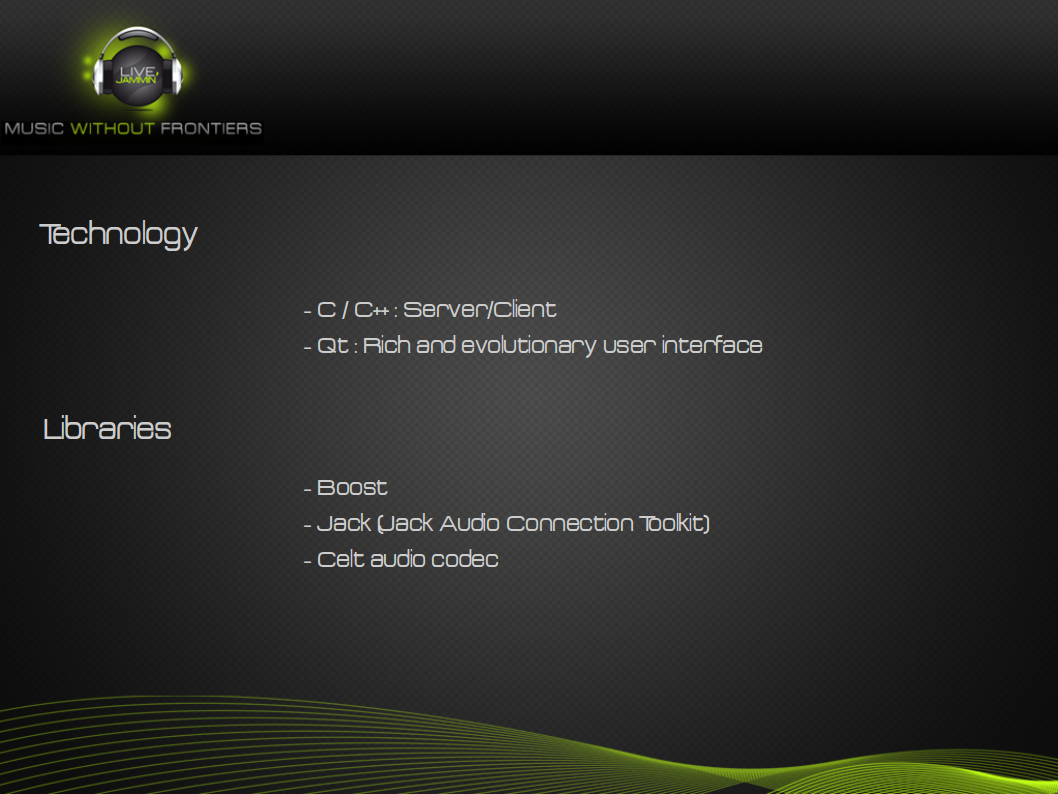 LIVE
JAMMIN'
MUSIC WITHOUT FRONTIERS
Technology
- C / C++ : Server/Client
- Qt : Rich and evolutionary user interface
Libraries
- Boost
- Jack (Jack Audio Connection Toolkit)
- Celt audio codec